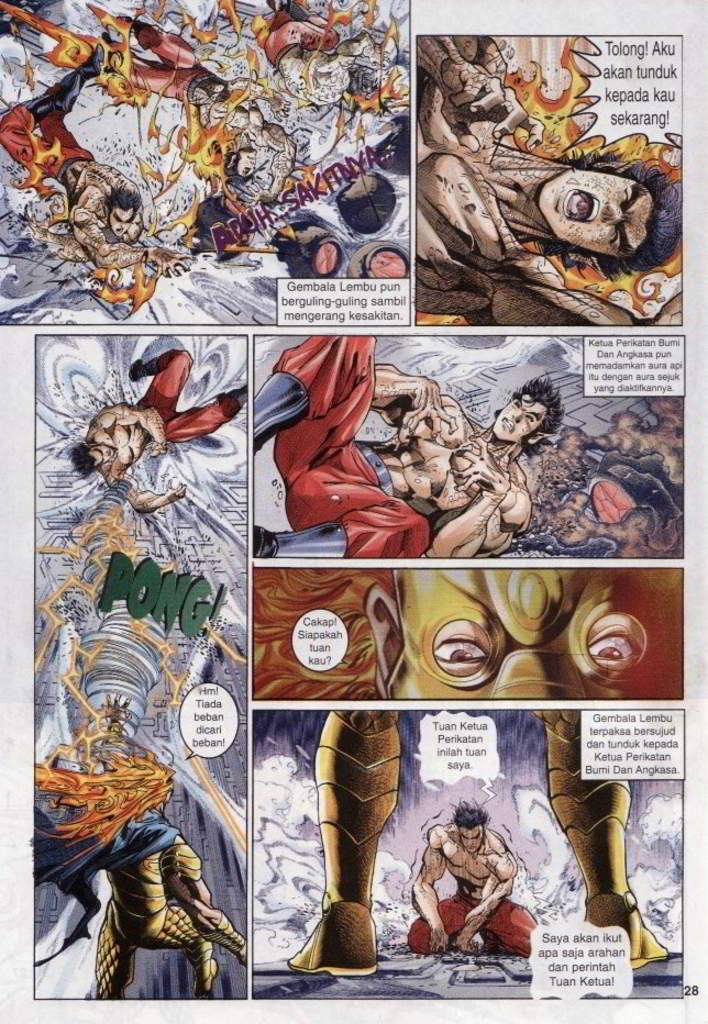 ADUH...SAKITNYA...
Gembala Lembu pun
berguling-guling sambil
mengerang kesakitan.
Tolong! Aku
akan tunduk
kepada kau
sekarang!
PONG!
Hm!
Tiada
beban
dicari
beban!
Ketua Perikatan Bumi
Dan Angkasa pun
memadamkan aura api
itu dengan aura sejuk
yang diaktifkannya.
Cakap!
Siapakah
tuan
kau?
Tuan Ketua
Perikatan
inilah tuan
saya.
Gembala Lembu
terpaksa bersujud
dan tunduk kepada
Ketua Perikatan
Bumi Dan Angkasa.
Saya akan ikut
apa saja arahan
dan perintah
Tuan Ketua!
28